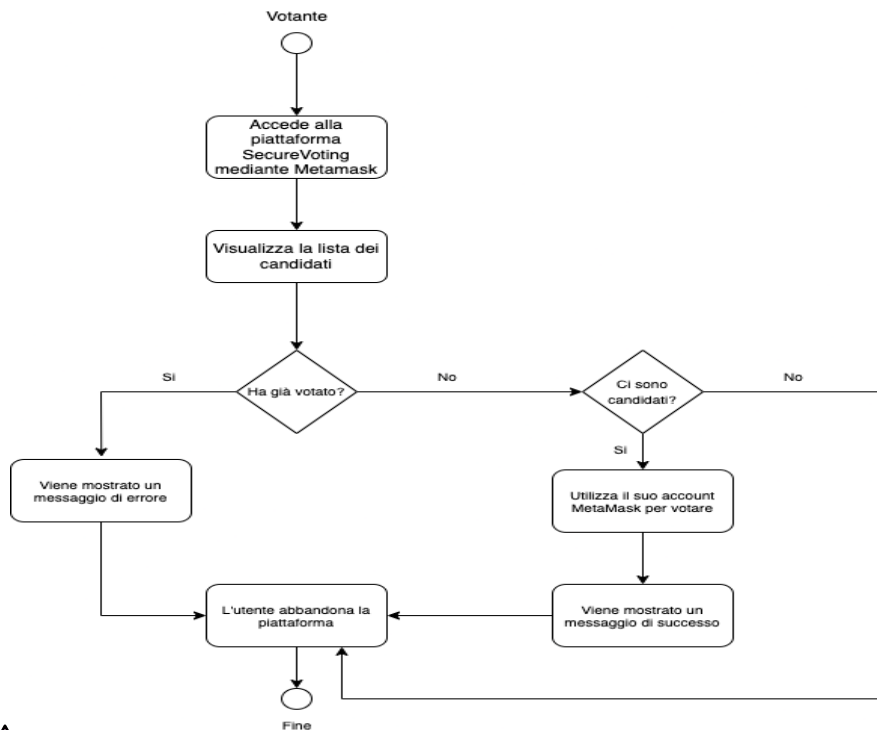 Votante
Accede alla
piattaforma
SecureVoting
mediante Metamask
Visualizza la lista dei
candidati
Si
Ha già votato?
No
Ci sono
candidati?
No
Si
Viene mostrato un
messaggio di errore
Utilizza il suo account
MetaMask per votare
L'utente abbandona la
piattaforma
Viene mostrato un
messaggio di successo
Fine